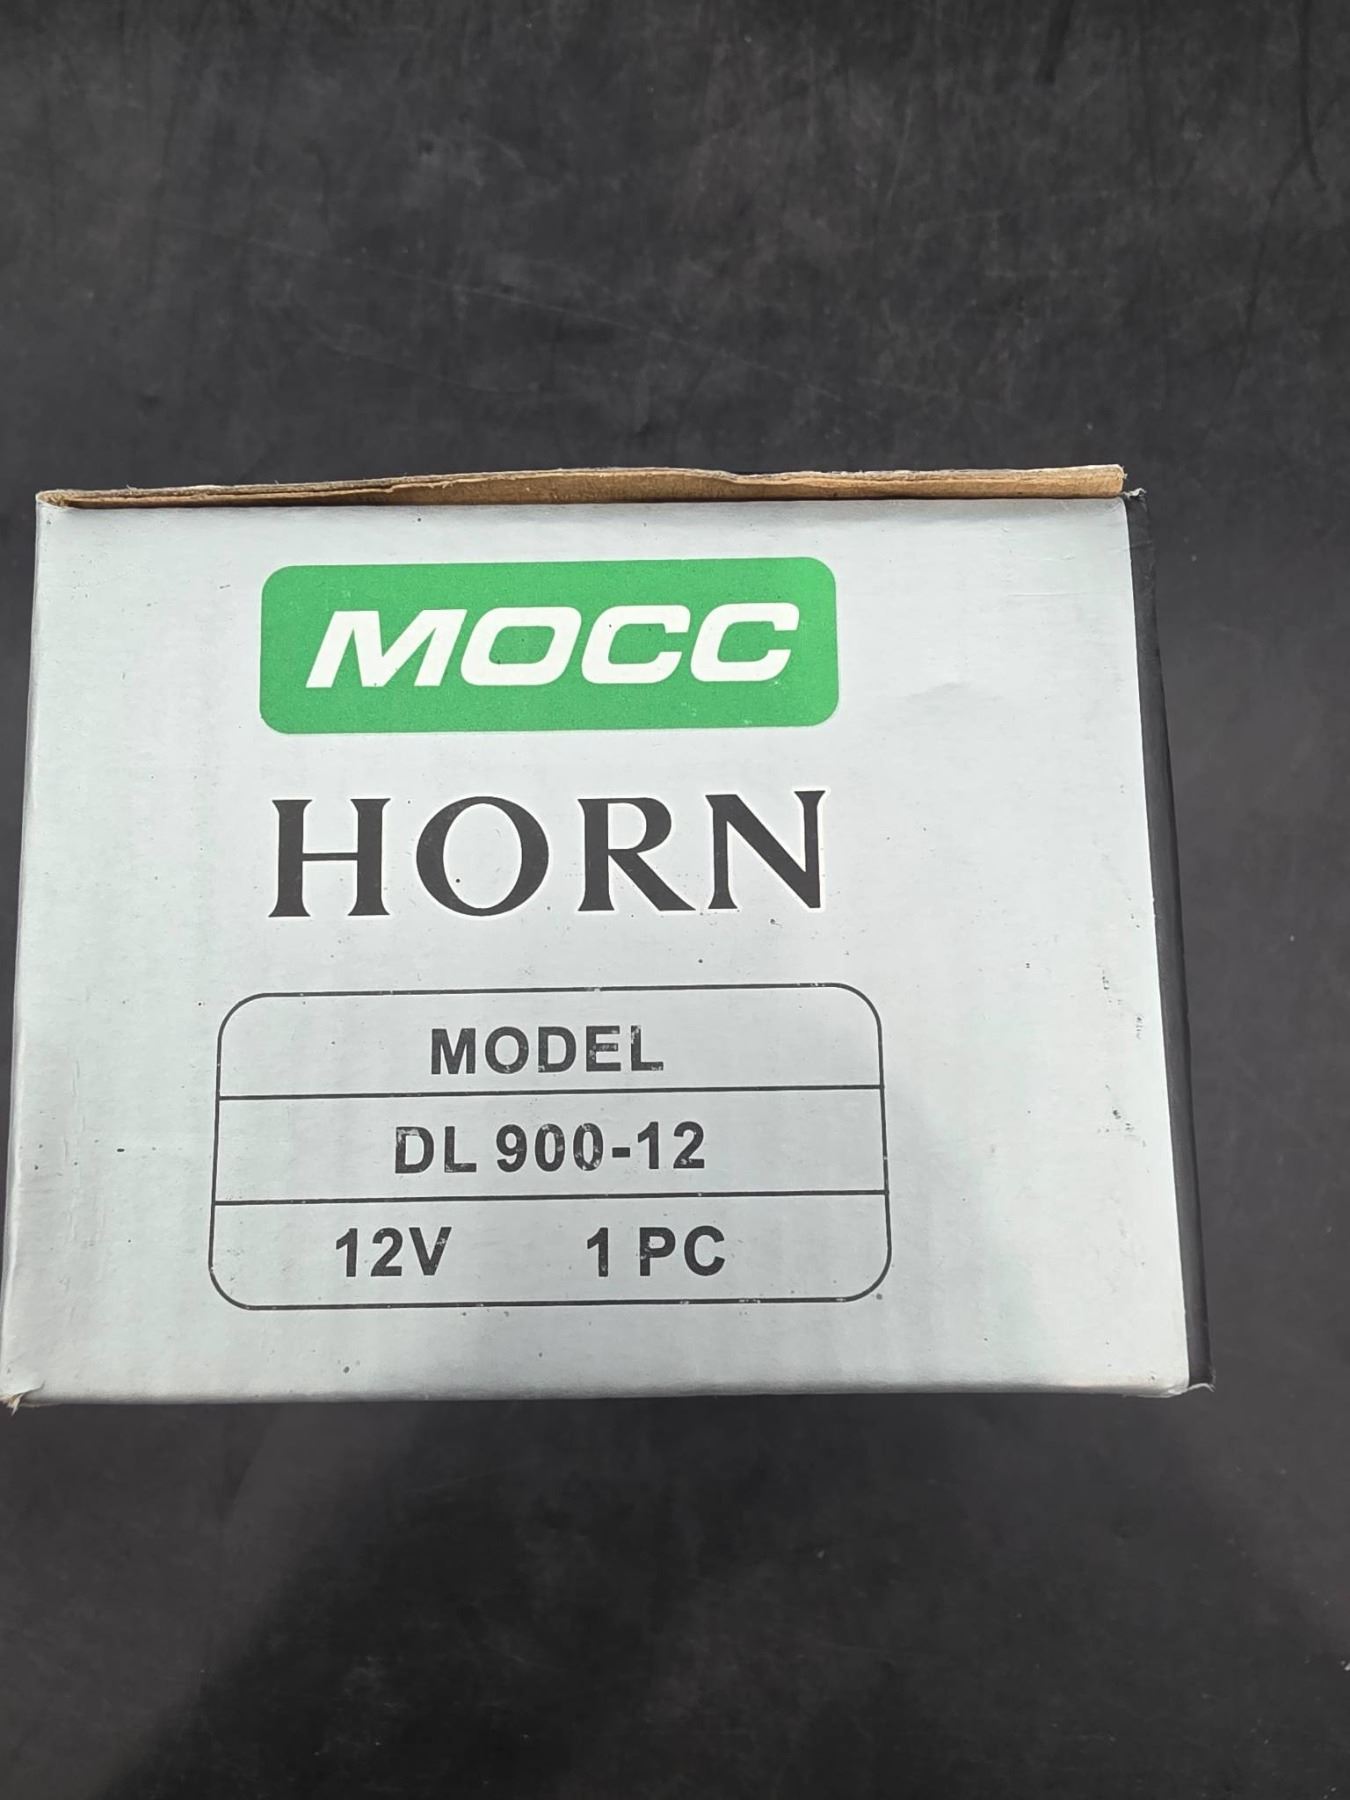 MOCC
HORN
MODEL
DL 900-12
12V 1 PC